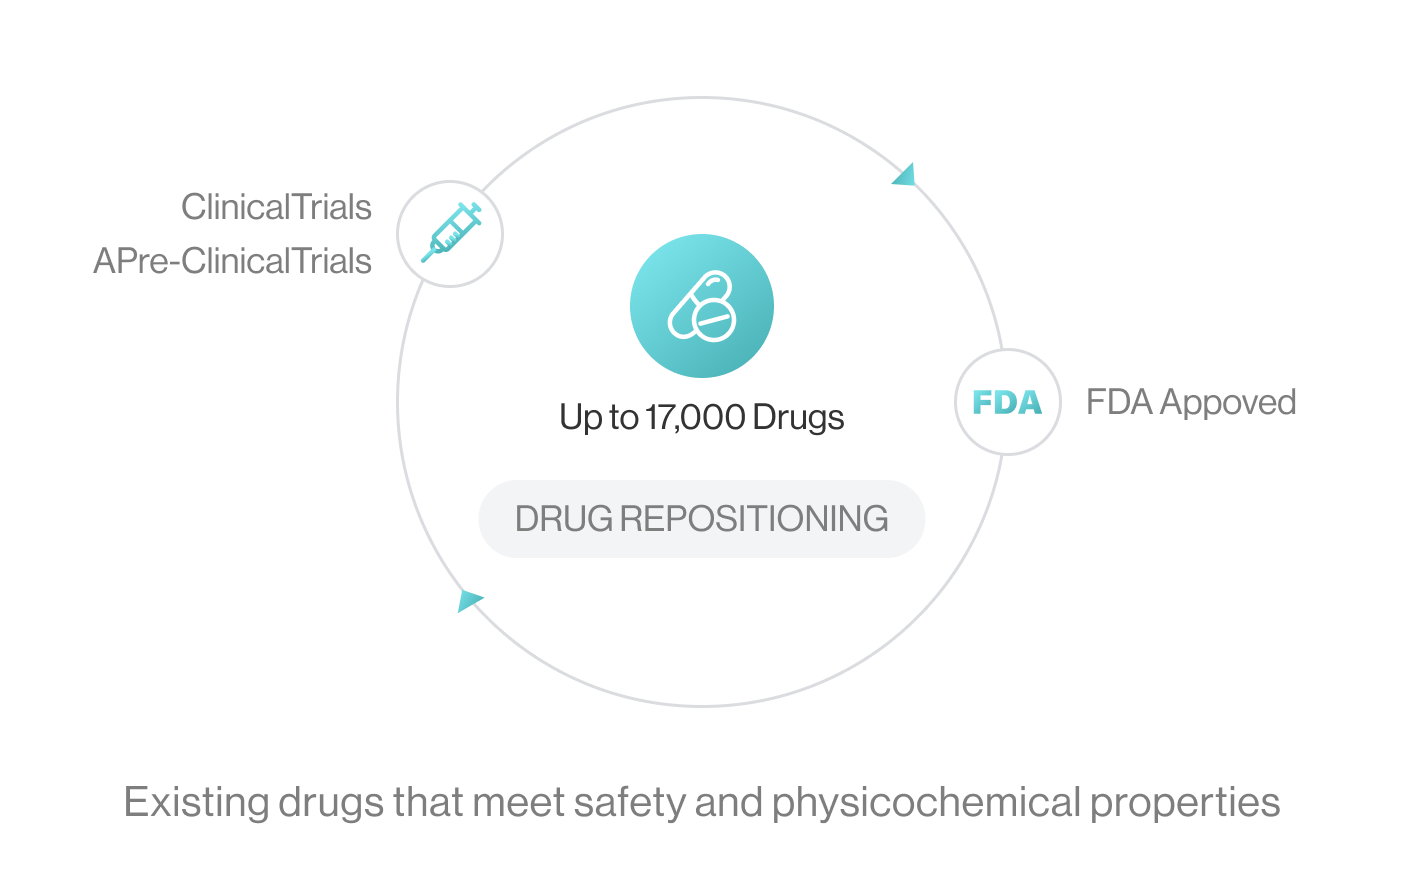 ClinicalTrials
APre-ClinicalTrials
Up to 17,000 Drugs
DRUG REPOSITIONING
FDA
FDA Appoved
Existing drugs that meet safety and physicochemical properties